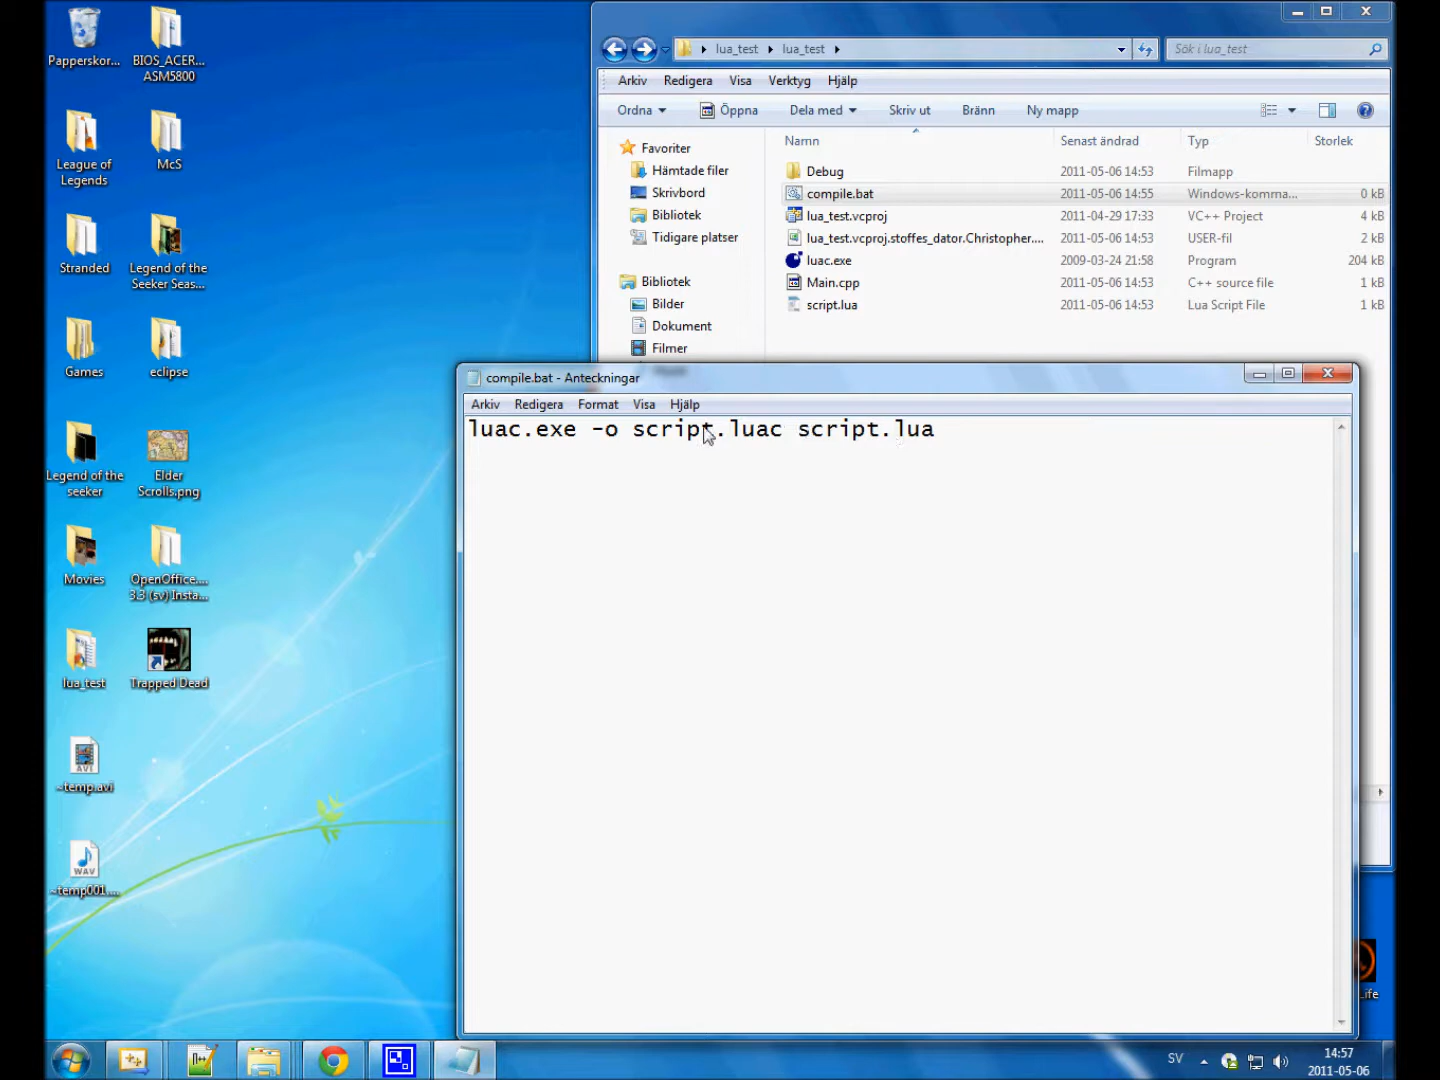 Papperskor...
BIOS_ACER...
ASM5800
League of
Legends
McS
Stranded
Legend of the
Seeker Seas...
Games
eclipse
Legend of the
seeker
Elder
Scrolls.png
Movies
OpenOffice....
3.3 (sv) Insta...
lua_test
Trapped Dead
AVI
~temp.avi
WAV
~temp001....
lua_test
lua_test
Sök i lua_test
Arkiv Redigera Visa Verktyg Hjälp
Ordna Öppna Dela med Skriv ut Bränn Ny mapp
Namn Senast ändrad Typ Storlek
Favoriter
Hämtade filer
Skrivbord
Bibliotek
Tidigare platser
Bibliotek
Bilder
Dokument
Filmer
Debug 2011-05-06 14:53 Filmapp
compile.bat 2011-05-06 14:55 Windows-komma... 0 kB
lua_test.vcproj 2011-04-29 17:33 VC++ Project 4 kB
lua_test.vcproj.stoffes_dator.Christopher.... 2011-05-06 14:53 USER-fil 2 kB
luac.exe 2009-03-24 21:58 Program 204 kB
Main.cpp 2011-05-06 14:53 C++ source file 1 kB
script.lua 2011-05-06 14:53 Lua Script File 1 kB
compile.bat - Anteckningar
Arkiv Redigera Format Visa Hjälp
luac.exe -o script.luac script.lua
SV
14:57
2011-05-06